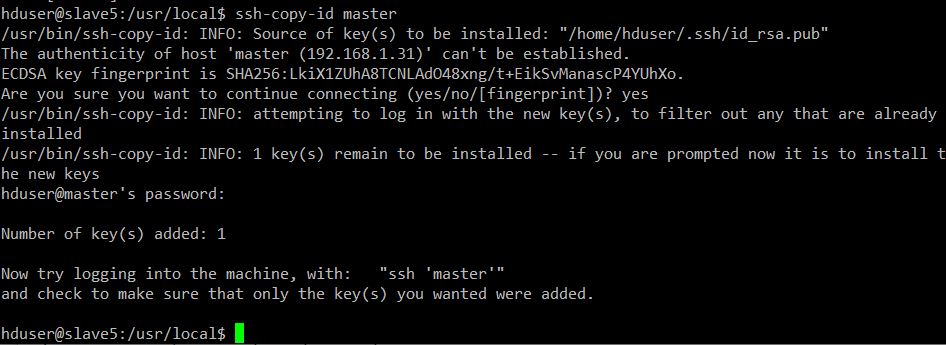 hduser@slave5:/usr/local$ ssh-copy-id master
/usr/bin/ssh-copy-id: INFO: Source of key(s) to be installed: "/home/hduser/.ssh/id_rsa.pub"
The authenticity of host 'master (192.168.1.31)' can't be established.
ECDSA key fingerprint is SHA256:LkiX1ZUhA8TCNLAdO48xng/t+EikSvManascP4YUhXo.
Are you sure you want to continue connecting (yes/no/[fingerprint])? yes
/usr/bin/ssh-copy-id: INFO: attempting to log in with the new key(s), to filter out any that are already
installed
/usr/bin/ssh-copy-id: INFO: 1 key(s) remain to be installed -- if you are prompted now it is to install t
he new keys
hduser@master's password:
Number of key(s) added: 1
Now try logging into the machine, with:   "ssh 'master'"
and check to make sure that only the key(s) you wanted were added.
hduser@slave5:/usr/local$